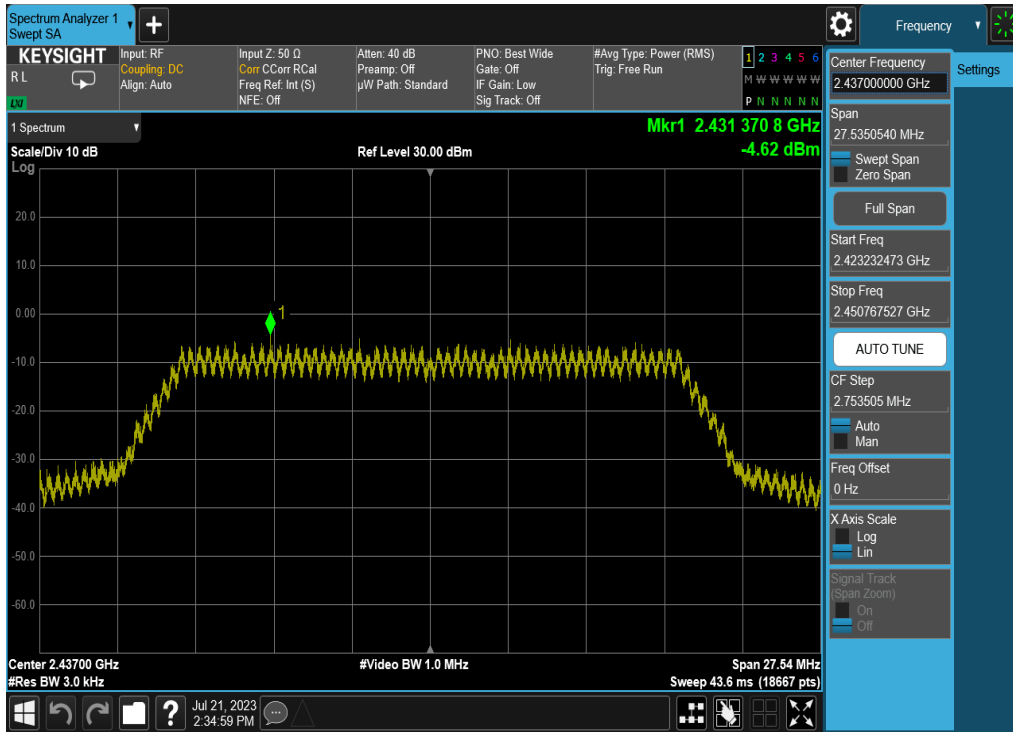 Spectrum Analyzer 1
Swept SA
Frequency
KEYSIGHT
R L
LXI
Input: RF
Coupling: DC
Align: Auto
Input Z: 50 Ω
Corr CCorr RCal
Freq Ref: Int (S)
NFE: Off
Atten: 40 dB
Preamp: Off
µW Path: Standard
PNO: Best Wide
Gate: Off
IF Gain: Low
Sig Track: Off
#Avg Type: Power (RMS)
Trig: Free Run
1 2 3 4 5 6
M W W W W W
P N N N N N
1 Spectrum
Mkr1 2.431 370 8 GHz
Scale/Div 10 dB
Ref Level 30.00 dBm
-4.62 dBm
Log
20.0
10.0
0.00
-10.0
-20.0
-30.0
-40.0
-50.0
-60.0
1
Center 2.43700 GHz
#Video BW 1.0 MHz
Span 27.54 MHz
#Res BW 3.0 kHz
Sweep 43.6 ms (18667 pts)
Center Frequency
2.437000000 GHz
Settings
Span
27.5350540 MHz
Swept Span
Zero Span
Full Span
Start Freq
2.423232473 GHz
Stop Freq
2.450767527 GHz
AUTO TUNE
CF Step
2.753505 MHz
Auto
Man
Freq Offset
0 Hz
X Axis Scale
Log
Lin
Signal Track
(Span Zoom)
On
Off
?
Jul 21, 2023
2:34:59 PM